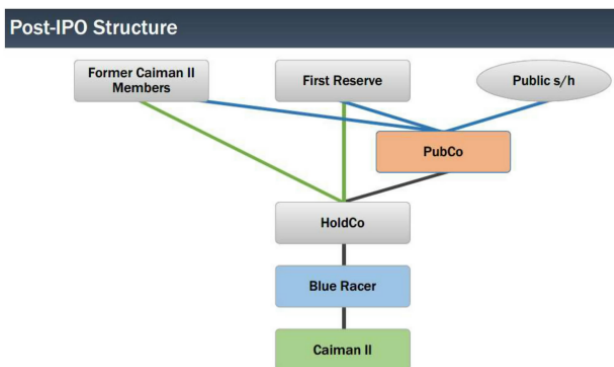 Post-IPO Structure
Former Caiman II
Members
First Reserve
Public s/h
PubCo
HoldCo
Blue Racer
Caiman II